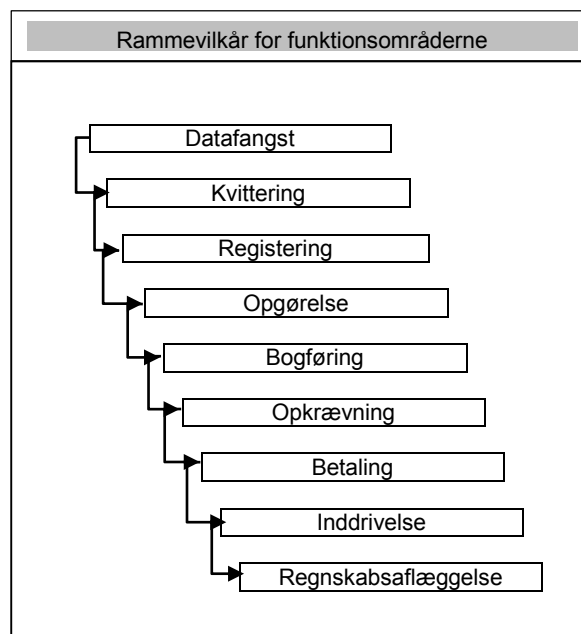 Rammevilkår for funktionsområderne
Datafangst
Kvittering
Registering
Opgørelse
Bogføring
Opkrævning
Betaling
Inddrivelse
Regnskabsaflæggelse